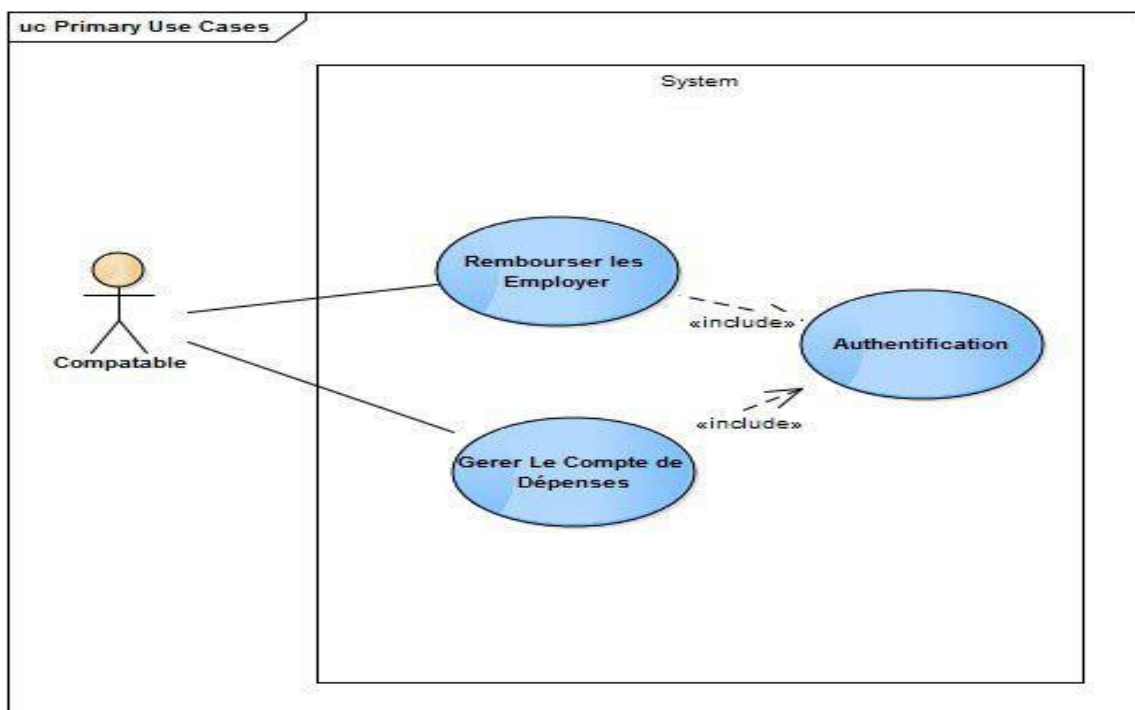 uc Primary Use Cases
System
Rembourser les
Employer
«include»
Authentification
Compatable
«include»
Gerer Le Compte de
Dépenses